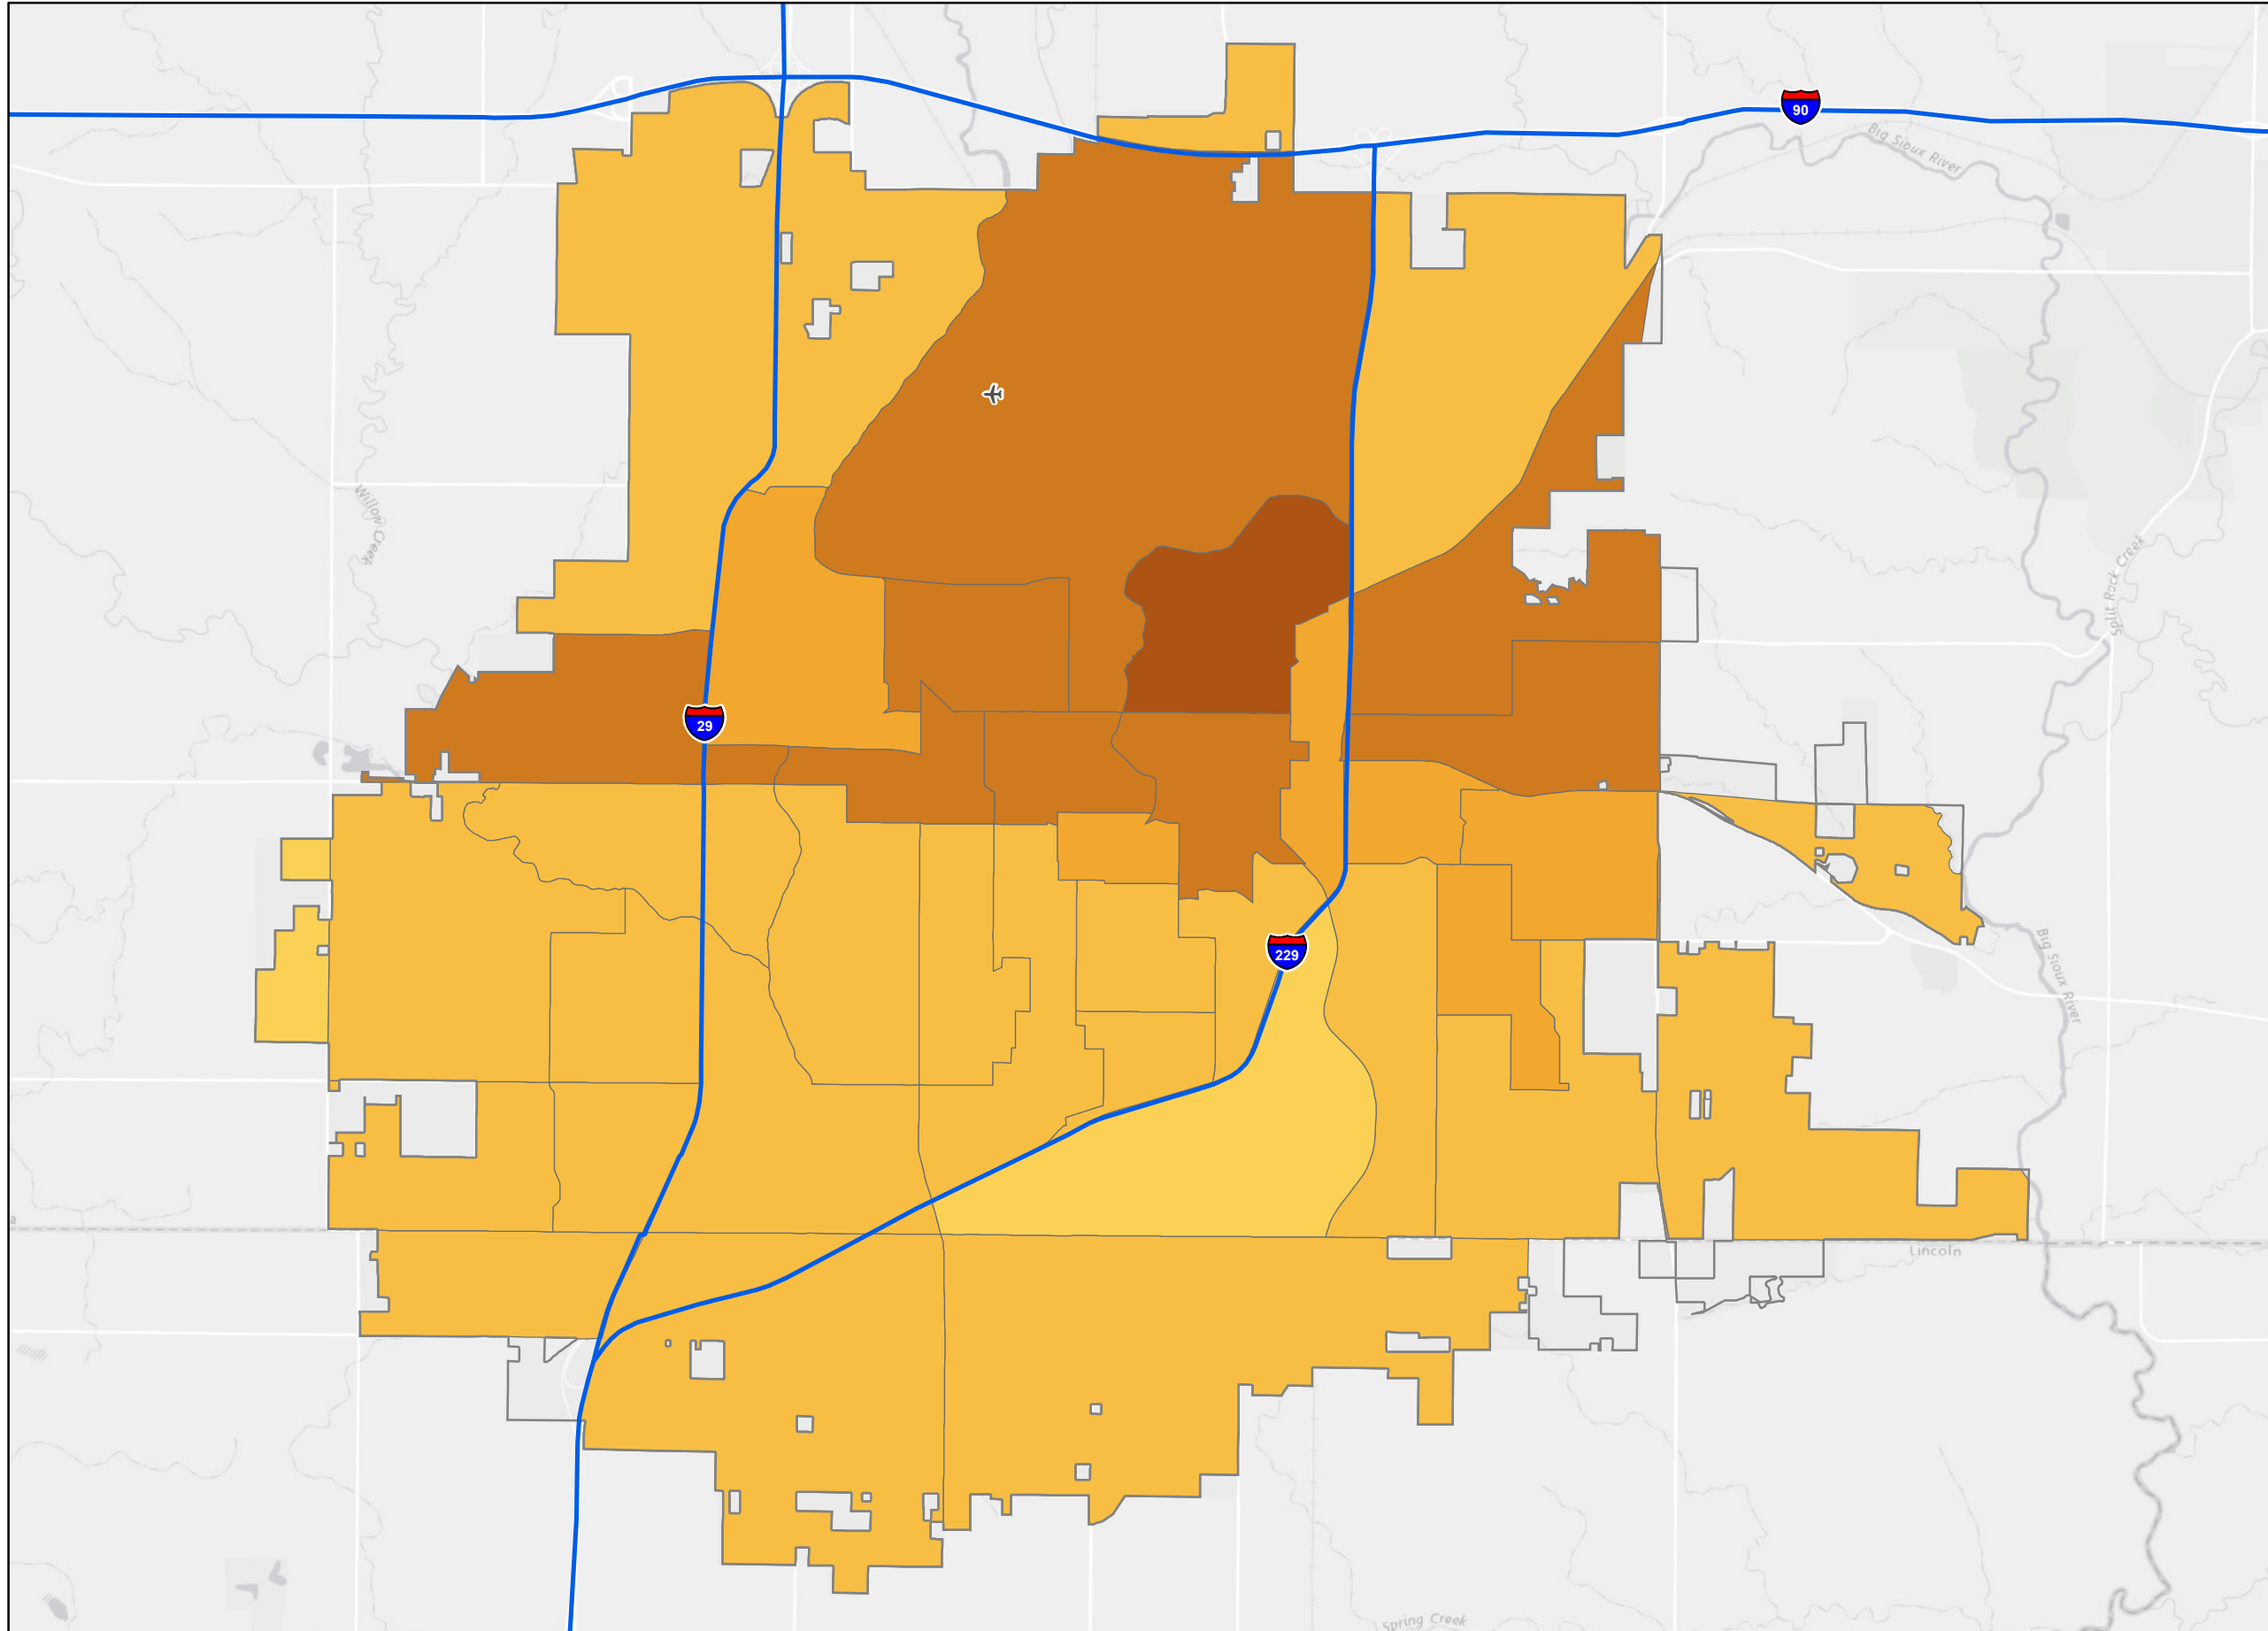 90
Big Sioux River
Willow Creek
Split Rock Creek
29
229
Big Sioux River
a
Lincoln
Spring Creek